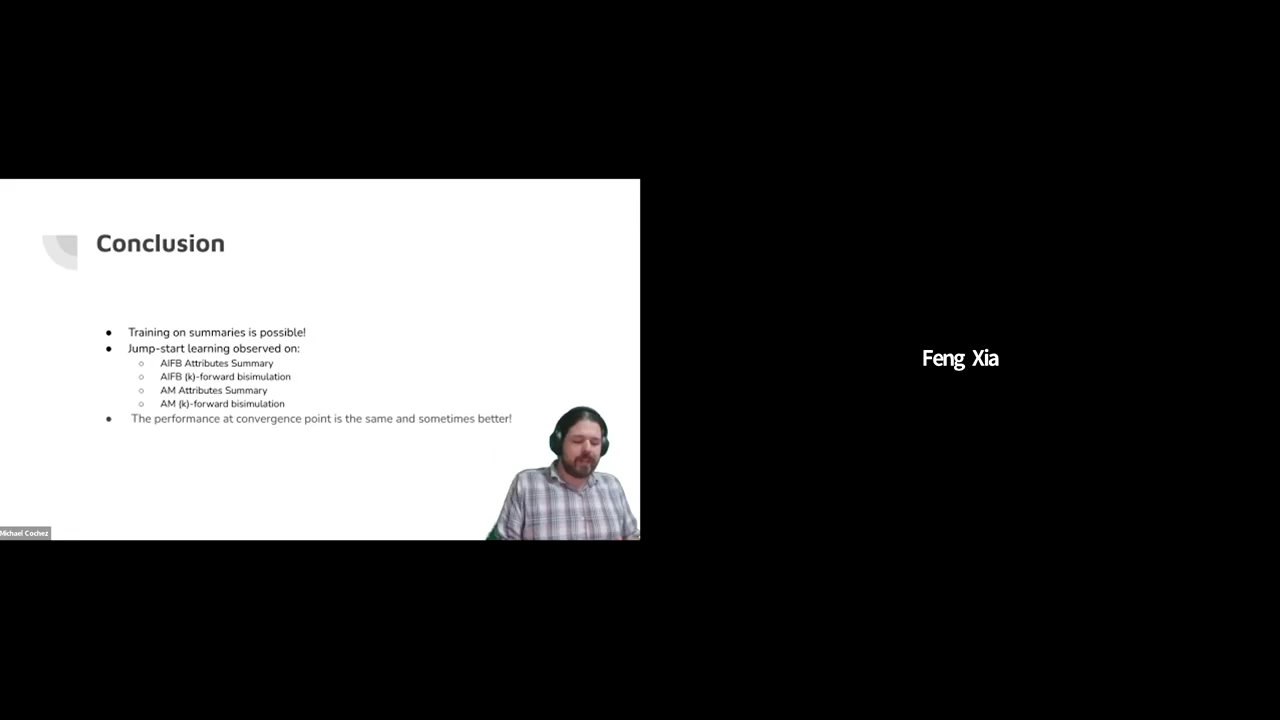 Conclusion
● Training on summaries is possible!
● Jump-start learning observed on:
○ AIFB Attributes Summary
○ AIFB (k)-forward bisimulation
○ AM Attributes Summary
○ AM (k)-forward bisimulation
● The performance at convergence point is the same and sometimes better!
Michael Cochez
Feng Xia